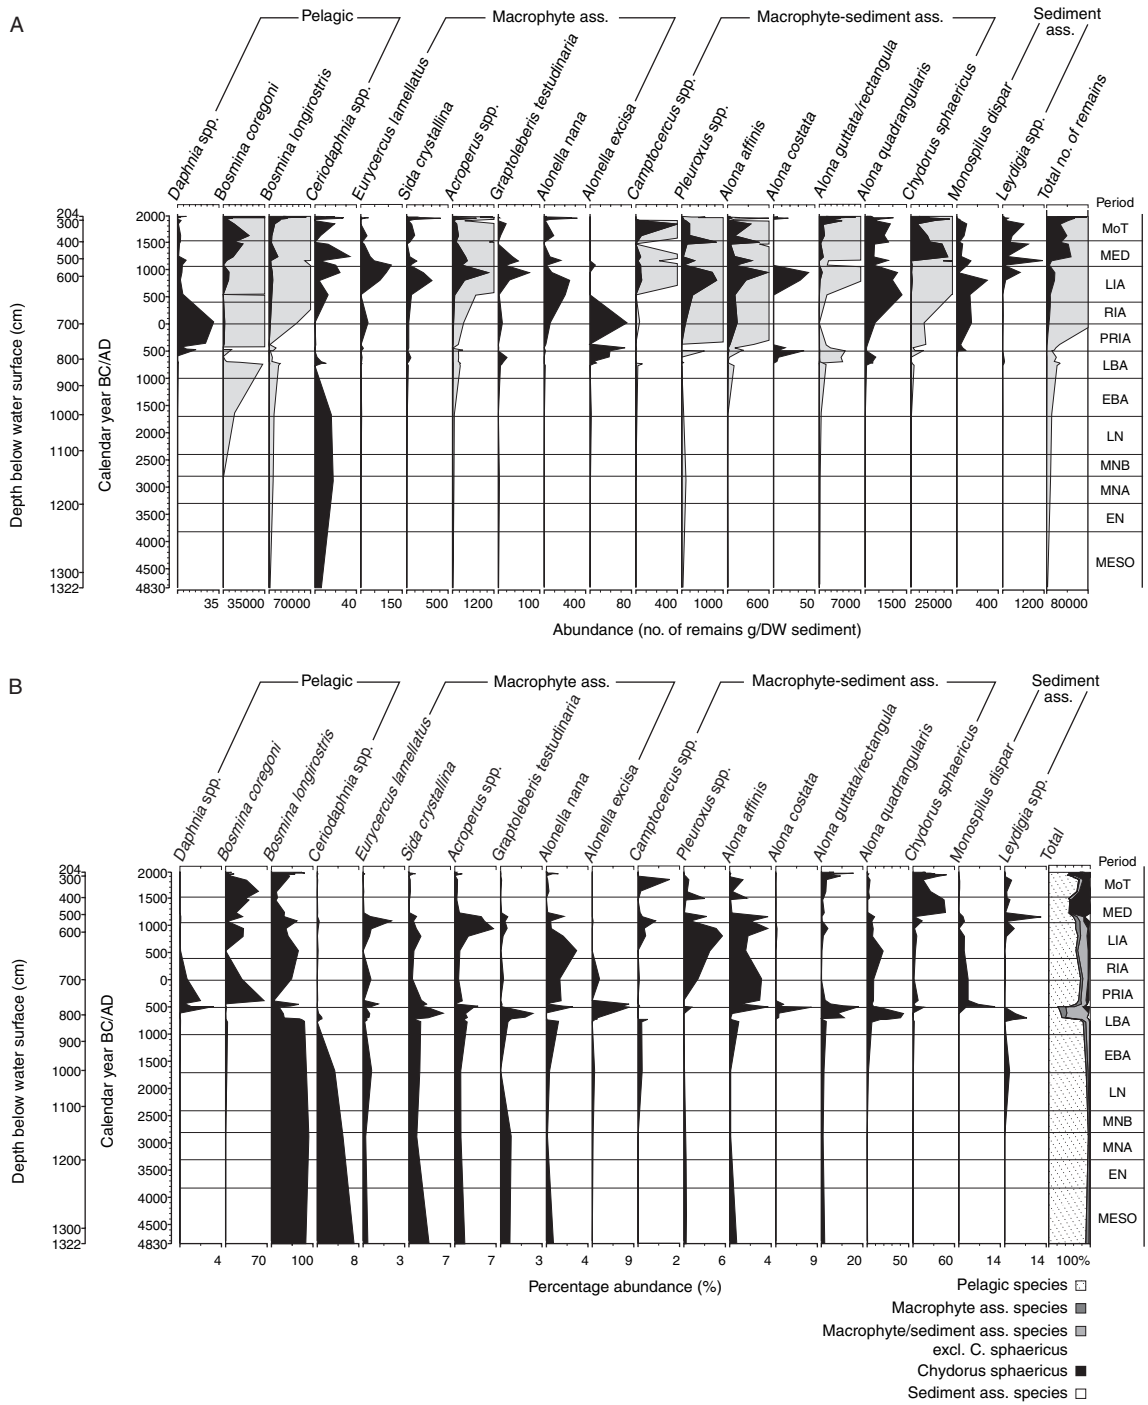 A
Pelagic
Macrophyte ass.
Macrophyte-sediment ass.
Sediment
ass.
Daphnia spp.
Bosmina coregoni
Bosmina longirostris
Ceriodaphnia spp.
Eurycercus lamellatus
Sida crystallina
Acroperus spp.
Graptoleberis testudinaria
Alonella nana
Alonella excisa
Camptocercus spp.
Pleuroxus spp.
Alona affinis
Alona costata
Alona guttata/rectangula
Alona quadrangularis
Chydorus sphaericus
Monospilus dispar
Leydigia spp.
Total no. of remains
Period
Depth below water surface (cm)
204
300
400
500
600
700
800
900
1000
1100
1200
1300
1322
Calendar year BC/AD
2000
1500
1000
500
0
500
1000
1500
2000
2500
3000
3500
4000
4500
4830
MoT
MED
LIA
RIA
PRIA
LBA
EBA
LN
MNB
MNA
EN
MESO
35 35000 70000 40 150 500 1200 100 400 80 400 1000 600 50 7000 1500 25000 400 1200 80000
Abundance (no. of remains g/DW sediment)
B
Pelagic
Macrophyte ass.
Macrophyte-sediment ass.
Sediment
ass.
Daphnia spp.
Bosmina coregoni
Bosmina longirostris
Ceriodaphnia spp.
Eurycercus lamellatus
Sida crystallina
Acroperus spp.
Graptoleberis testudinaria
Alonella nana
Alonella excisa
Camptocercus spp.
Pleuroxus spp.
Alona affinis
Alona costata
Alona guttata/rectangula
Alona quadrangularis
Chydorus sphaericus
Monospilus dispar
Leydigia spp.
Total
Period
Depth below water surface (cm)
204
300
400
500
600
700
800
900
1000
1100
1200
1300
1322
Calendar year BC/AD
2000
1500
1000
500
0
500
1000
1500
2000
2500
3000
3500
4000
4500
4830
MoT
MED
LIA
RIA
PRIA
LBA
EBA
LN
MNB
MNA
EN
MESO
4 70 100 8 3 7 7 3 4 9 2 6 4 9 20 50 60 14 14 100%
Percentage abundance (%)
Pelagic species
Macrophyte ass. species
Macrophyte/sediment ass. species
excl. C. sphaericus
Chydorus sphaericus
Sediment ass. species